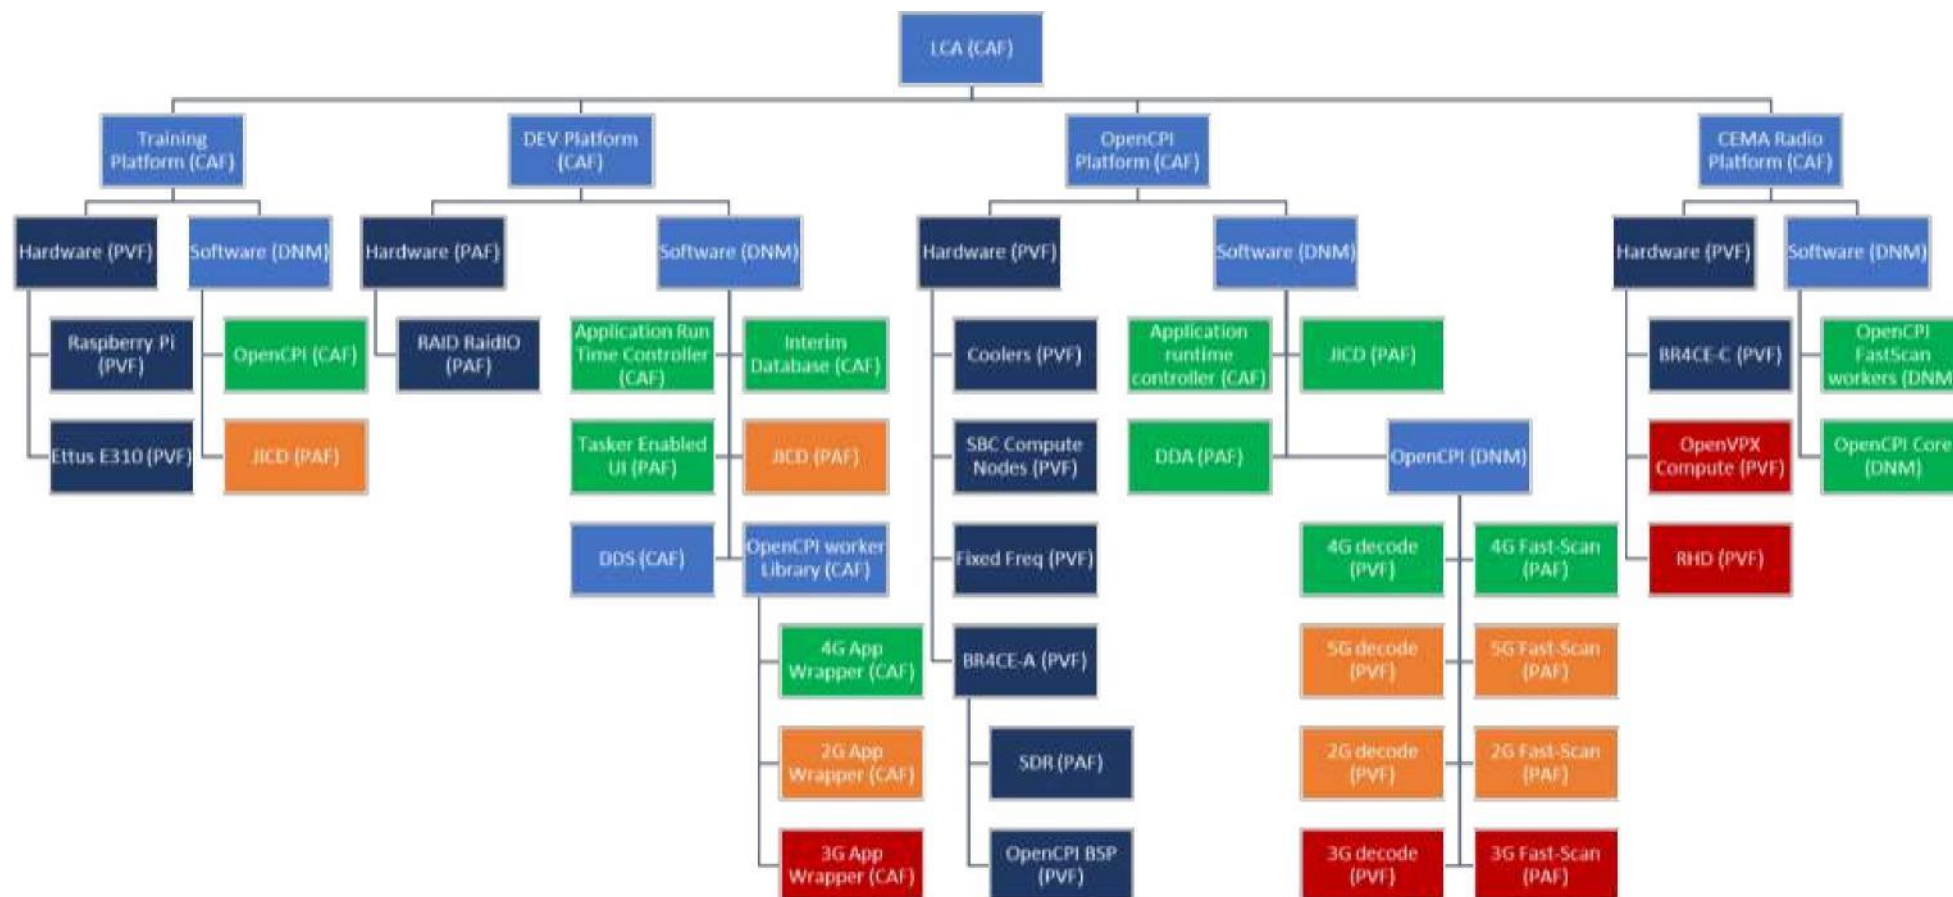 LCA (CAF)
Training
Platform (CAF)
DEV Platform
(CAF)
OpenCPI
Platform (CAF)
CEMA Radio
Platform (CAF)
Hardware (PVF)
Software (DNM)
Hardware (PAF)
Software (DNM)
Hardware (PVF)
Software (DNM)
Hardware (PVF)
Software (DNM)
Raspberry Pi
(PVF)
OpenCPI (CAF)
RAID RaidIO
(PAF)
Application Run
Time Controller
(CAF)
Interim
Database (CAF)
Coolers (PVF)
Application
runtime
controller (CAF)
JICD (PAF)
BR4CE-C (PVF)
OpenCPI
FastScan
workers (DNM)
Ettus E310 (PVF)
JICD (PAF)
Tasker Enabled
UI (PAF)
JICD (PAF)
SBC Compute
Nodes (PVF)
DDA (PAF)
OpenCPI (DNM)
OpenVPX
Compute (PVF)
OpenCPI Core
(DNM)
DDS (CAF)
OpenCPI worker
Library (CAF)
Fixed Freq (PVF)
4G decode
(PVF)
4G Fast-Scan
(PAF)
RHD (PVF)
4G App
Wrapper (CAF)
BR4CE-A (PVF)
5G decode
(PVF)
5G Fast-Scan
(PAF)
2G App
Wrapper (CAF)
SDR (PAF)
2G decode
(PVF)
2G Fast-Scan
(PAF)
3G App
Wrapper (CAF)
OpenCPI BSP
(PVF)
3G decode
(PVF)
3G Fast-Scan
(PAF)